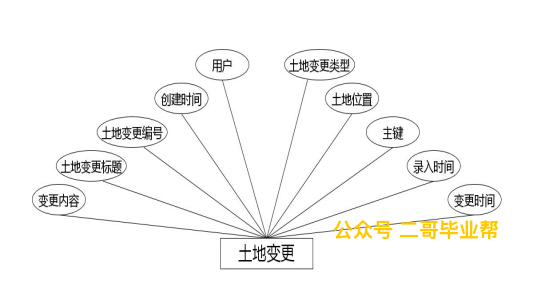 用户
土地变更类型
创建时间
土地位置
土地变更编号
主键
土地变更标题
录入时间
变更内容
变更时间
公众号 二哥毕业帮
土地变更